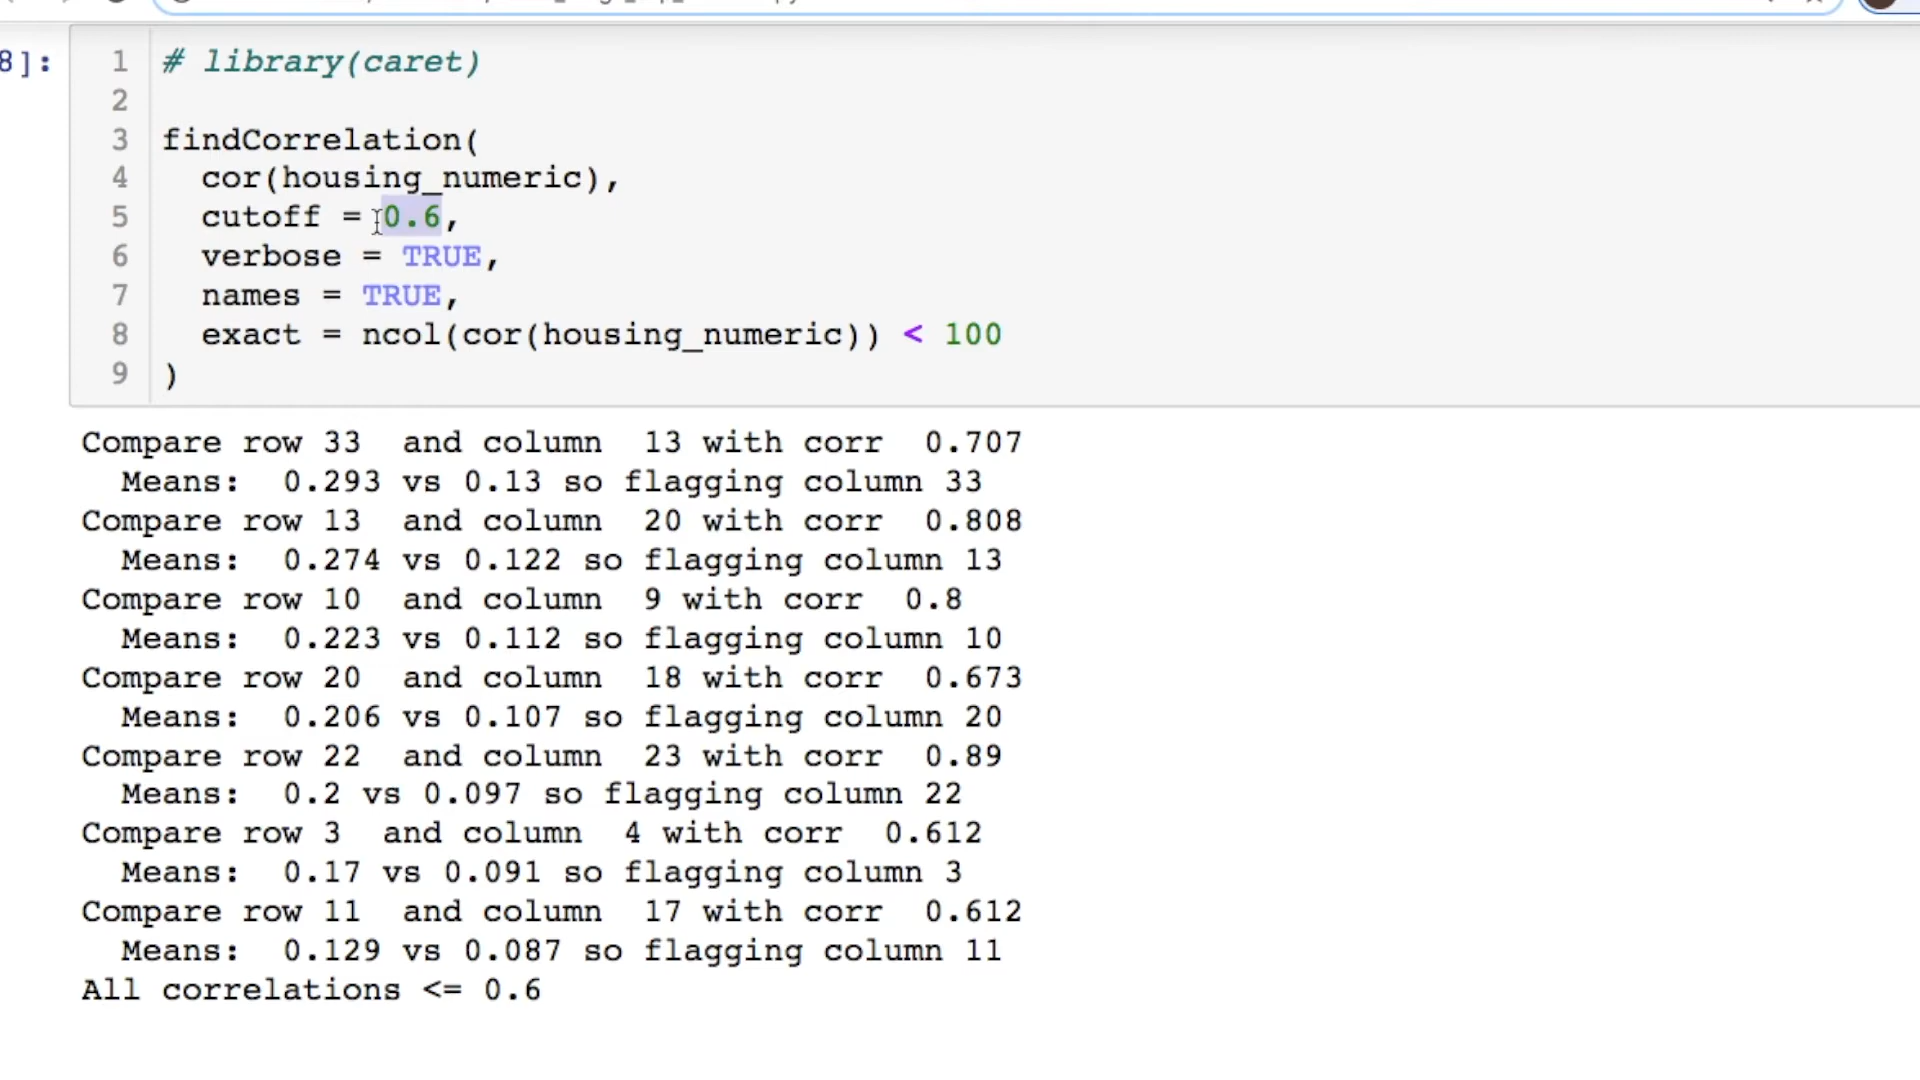 8]:
1 # library(caret)
2
3 findCorrelation(
4 cor(housing_numeric),
5 cutoff = 0.6,
6 verbose = TRUE,
7 names = TRUE,
8 exact = ncol(cor(housing_numeric)) < 100
9 )
Compare row 33  and column  13 with corr  0.707
  Means:  0.293 vs 0.13 so flagging column 33
Compare row 13  and column  20 with corr  0.808
  Means:  0.274 vs 0.122 so flagging column 13
Compare row 10  and column  9 with corr  0.8
  Means:  0.223 vs 0.112 so flagging column 10
Compare row 20  and column  18 with corr  0.673
  Means:  0.206 vs 0.107 so flagging column 20
Compare row 22  and column  23 with corr  0.89
  Means:  0.2 vs 0.097 so flagging column 22
Compare row 3  and column  4 with corr  0.612
  Means:  0.17 vs 0.091 so flagging column 3
Compare row 11  and column  17 with corr  0.612
  Means:  0.129 vs 0.087 so flagging column 11
All correlations <= 0.6